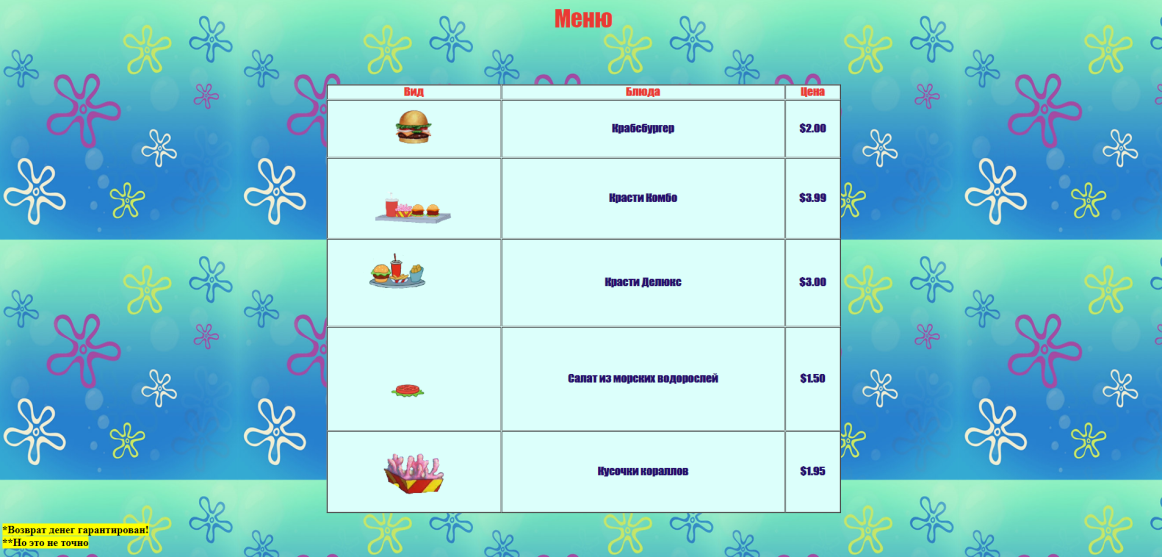 Меню
Вид Блюда Цена
Крабсбургер $2.00
Красти Комбо $3.99
Красти Делюкс $3.00
Салат из морских водорослей $1.50
Кусочки кораллов $1.95
*Возврат денег гарантирован!
**Но это не точно